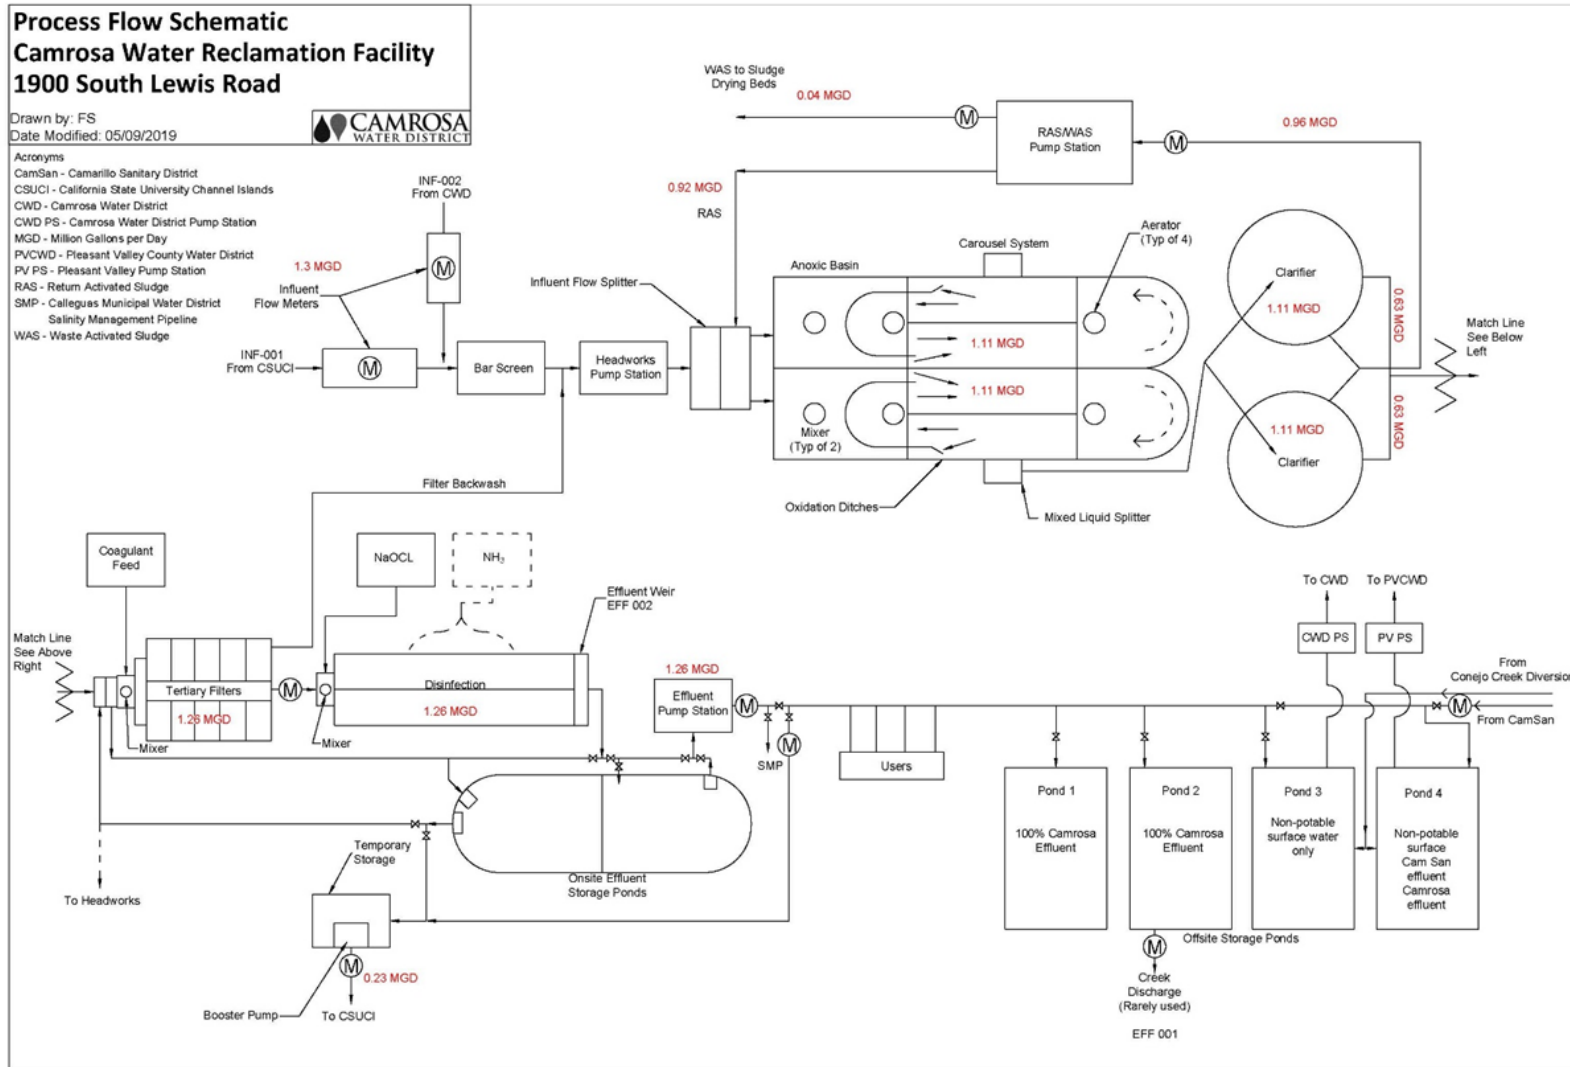 Process Flow Schematic
Camrosa Water Reclamation Facility
1900 South Lewis Road
Drawn by: FS
Date Modified: 05/09/2019
CAMROSA
WATER DISTRICT
Acronyms
CamSan - Camarillo Sanitary District
CSUCI - California State University Channel Islands
CWD - Camrosa Water District
CWD PS - Camrosa Water District Pump Station
MGD - Million Gallons per Day
PVCWD - Pleasant Valley County Water District
PV PS - Pleasant Valley Pump Station
RAS - Return Activated Sludge
SMP - Calleguas Municipal Water District
Salinity Management Pipeline
WAS - Waste Activated Sludge
INF-002
From CWD
M
1.3 MGD
Influent
Flow Meters
INF-001
From CSUCI
M
Bar Screen
Headworks
Pump Station
Influent Flow Splitter
WAS to Sludge
Drying Beds
0.04 MGD
M
RAS/WAS
Pump Station
M
0.96 MGD
0.92 MGD
RAS
Anoxic Basin
Carousel System
Aerator
(Typ of 4)
1.11 MGD
1.11 MGD
Mixer
(Typ of 2)
Oxidation Ditches
Mixed Liquid Splitter
Clarifier
1.11 MGD
0.63 MGD
1.11 MGD
Clarifier
0.63 MGD
Match Line
See Below
Left
Filter Backwash
Coagulant
Feed
NaOCL
NH3
Effluent Weir
EFF 002
Match Line
See Above
Right
Tertiary Filters
1.26 MGD
M
Mixer
Mixer
Disinfection
1.26 MGD
1.26 MGD
Effluent
Pump Station
M
SMP
M
Users
To CWD
To PVCWD
CWD PS
PV PS
From
Conejo Creek Diversion
M
From CamSan
Pond 1
100% Camrosa
Effluent
Pond 2
100% Camrosa
Effluent
Pond 3
Non-potable
surface water
only
Pond 4
Non-potable
surface
Cam San
effluent
Camrosa
effluent
Offsite Storage Ponds
M
Creek
Discharge
(Rarely used)
EFF 001
Onsite Effluent
Storage Ponds
To Headworks
Temporary
Storage
M
0.23 MGD
Booster Pump
To CSUCI